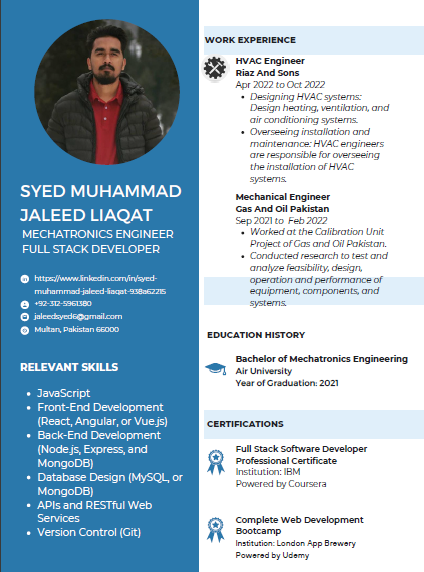 SYED MUHAMMAD
JALEED LIAQAT
MECHATRONICS ENGINEER
FULL STACK DEVELOPER
https://www.linkedin.com/in/syed-
muhammad-jaleed-liaqat-938a62215
+92-312-5961380
jaleedsyed6@gmail.com
Multan, Pakistan 66000
RELEVANT SKILLS
• JavaScript
• Front-End Development
(React, Angular, or Vue.js)
• Back-End Development
(Node.js, Express, and
MongoDB)
• Database Design (MySQL, or
MongoDB)
• APIs and RESTful Web
Services
• Version Control (Git)
WORK EXPERIENCE
HVAC Engineer
Riaz And Sons
Apr 2022 to Oct 2022
• Designing HVAC systems:
Design heating, ventilation, and
air conditioning systems.
• Overseeing installation and
maintenance: HVAC engineers
are responsible for overseeing
the installation of HVAC
systems.
Mechanical Engineer
Gas And Oil Pakistan
Sep 2021 to Feb 2022
• Worked at the Calibration Unit
Project of Gas and Oil Pakistan.
• Conducted research to test and
analyze feasibility, design,
operation and performance of
equipment, components, and
systems.
EDUCATION HISTORY
Bachelor of Mechatronics Engineering
Air University
Year of Graduation: 2021
CERTIFICATIONS
Full Stack Software Developer
Professional Certificate
Institution: IBM
Powered by Coursera
Complete Web Development
Bootcamp
Institution: London App Brewery
Powered by Udemy